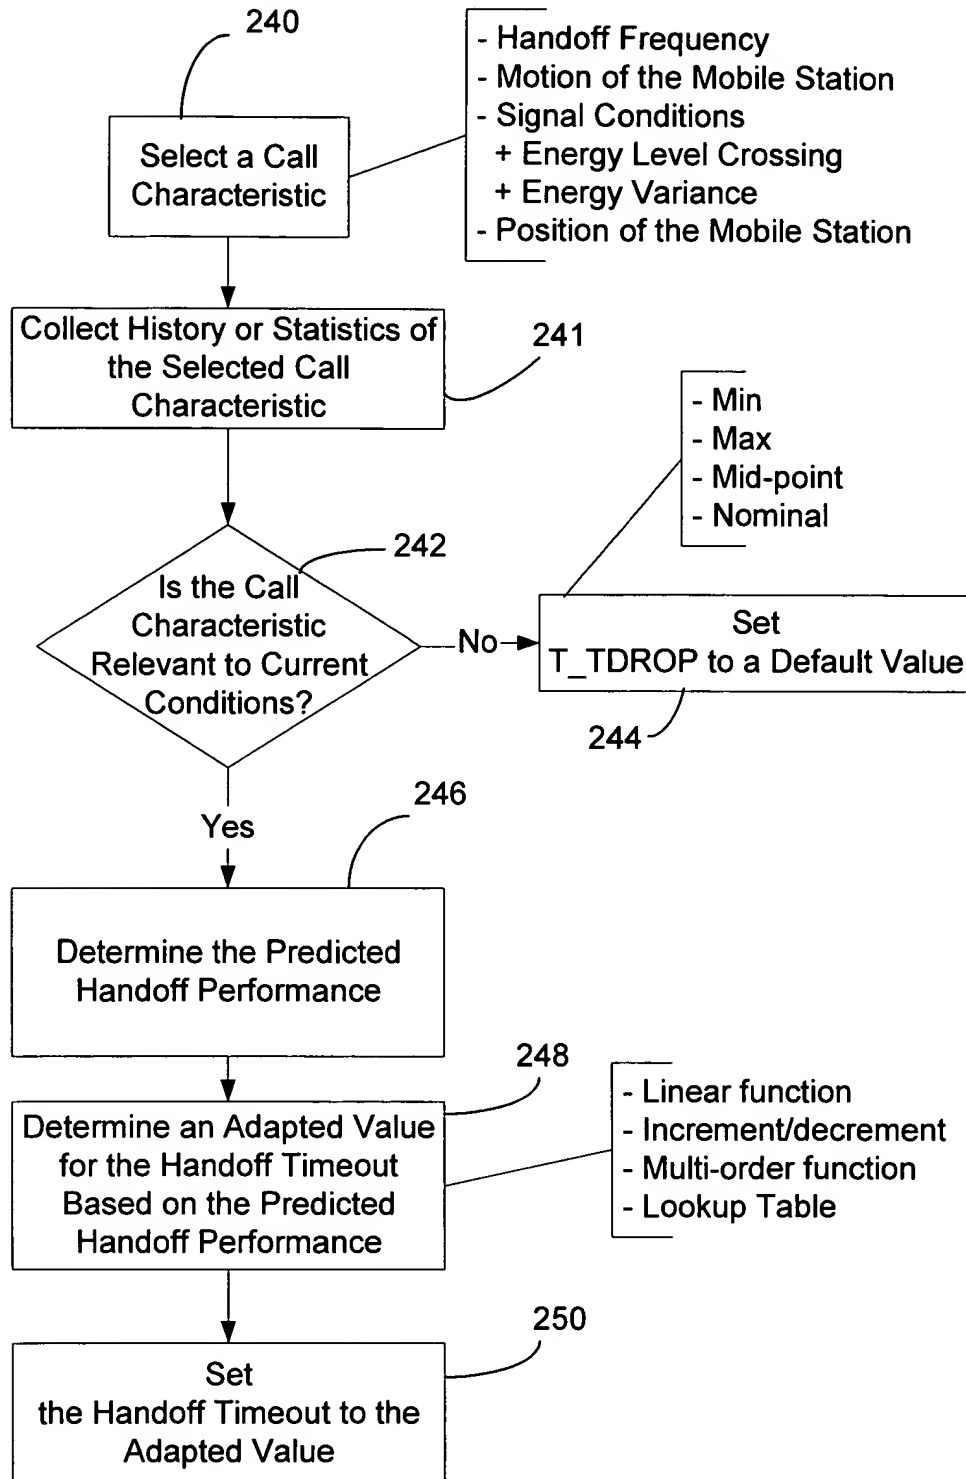 240
- Handoff Frequency
- Motion of the Mobile Station
- Signal Conditions
+ Energy Level Crossing
+ Energy Variance
- Position of the Mobile Station
Select a Call
Characteristic
Collect History or Statistics of
the Selected Call
Characteristic
241
- Min
- Max
- Mid-point
- Nominal
242
Is the Call
Characteristic
Relevant to Current
Conditions?
No
Set
T_TDROP to a Default Value
244
Yes
246
Determine the Predicted
Handoff Performance
248
Determine an Adapted Value
for the Handoff Timeout
Based on the Predicted
Handoff Performance
- Linear function
- Increment/decrement
- Multi-order function
- Lookup Table
250
Set
the Handoff Timeout to the
Adapted Value